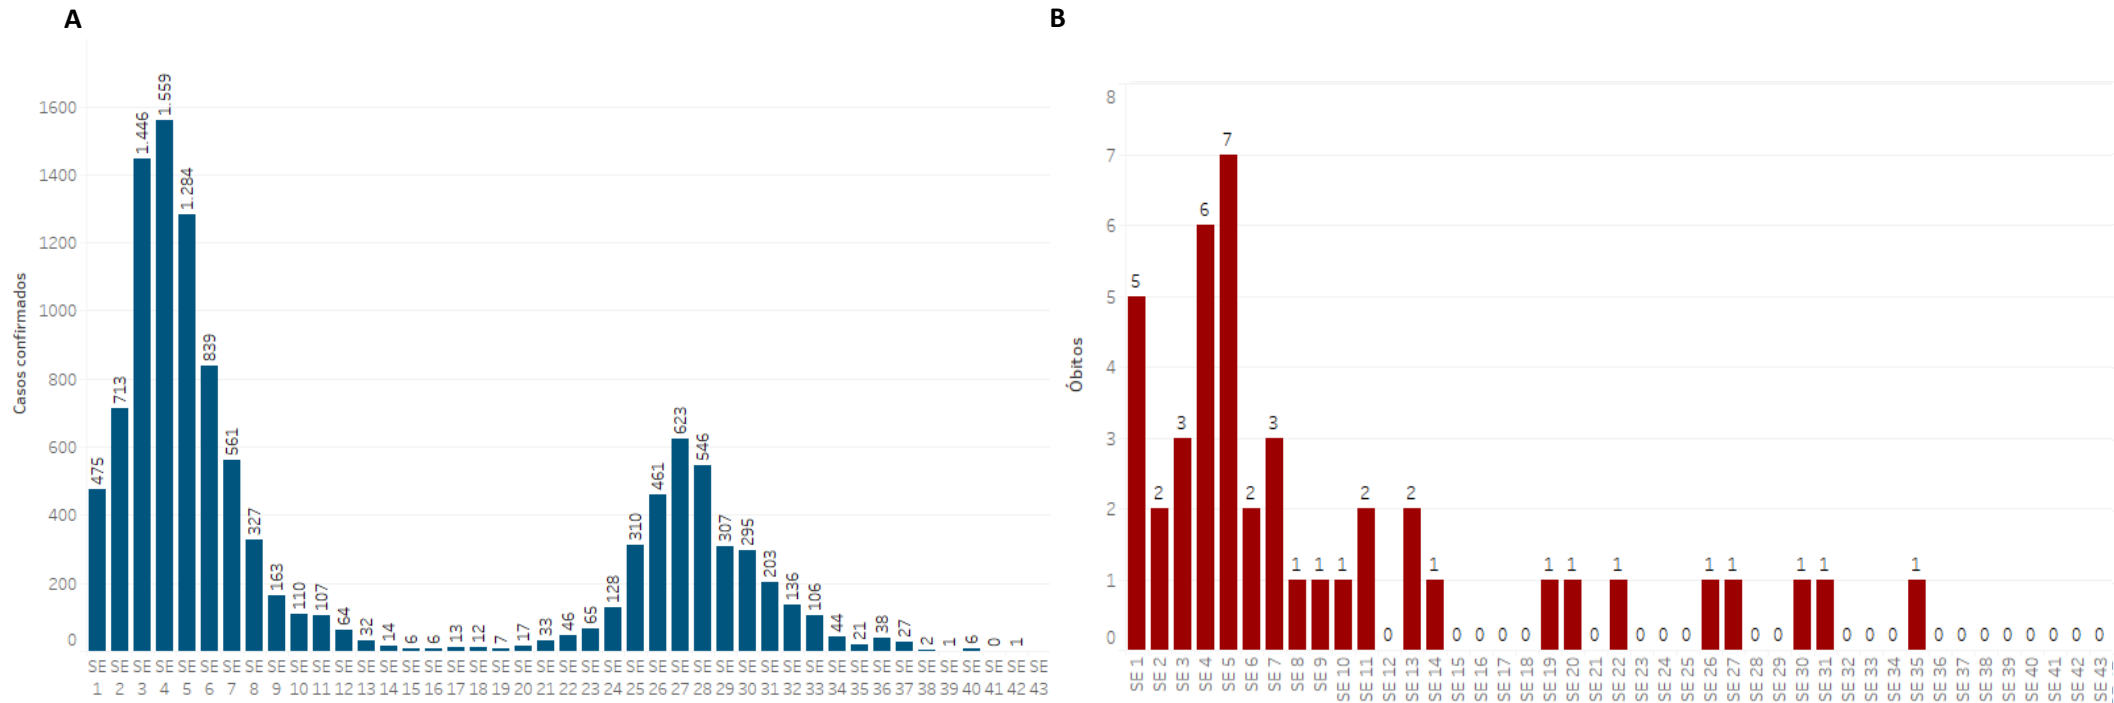 A
Casos confirmados
1600
1400
1200
1000
800
600
400
200
0
475
713
1.446
1.559
1.284
839
561
327
163
110
107
64
32
14
6
6
13
12
7
17
33
46
65
128
310
461
623
546
307
295
203
136
106
44
21
38
27
2
1
6
0
1
SE SE SE SE SE SE SE SE SE SE SE SE SE SE SE SE SE SE SE SE SE SE SE SE SE SE SE SE SE SE SE SE SE SE SE SE SE SE SE SE SE SE SE
1 2 3 4 5 6 7 8 9 10 11 12 13 14 15 16 17 18 19 20 21 22 23 24 25 26 27 28 29 30 31 32 33 34 35 36 37 38 39 40 41 42 43
B
Óbitos
8
7
6
5
4
3
2
1
0
5
2
3
6
7
2
3
1
1
1
2
0
2
1
0
0
0
0
1
1
0
1
0
0
0
1
1
0
0
1
1
0
0
0
1
0
0
0
0
0
0
0
0
SE 1
SE 2
SE 3
SE 4
SE 5
SE 6
SE 7
SE 8
SE 9
SE 10
SE 11
SE 12
SE 13
SE 14
SE 15
SE 16
SE 17
SE 18
SE 19
SE 20
SE 21
SE 22
SE 23
SE 24
SE 25
SE 26
SE 27
SE 28
SE 29
SE 30
SE 31
SE 32
SE 33
SE 34
SE 35
SE 36
SE 37
SE 38
SE 39
SE 40
SE 41
SE 42
SE 43